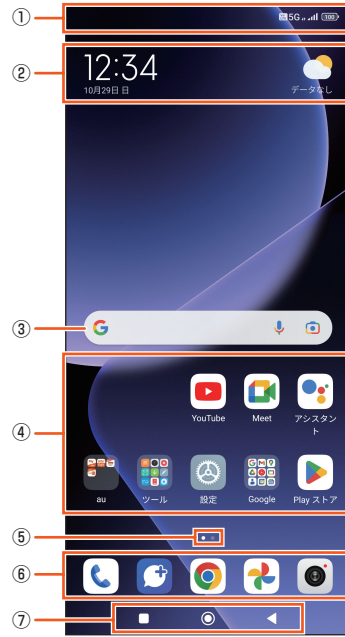 ①
5G 100
②
12:34
10月29日 日
データなし
③
④
YouTube
Meet
アシスタント
au
ツール
設定
Google
Play ストア
⑤
⑥
⑦